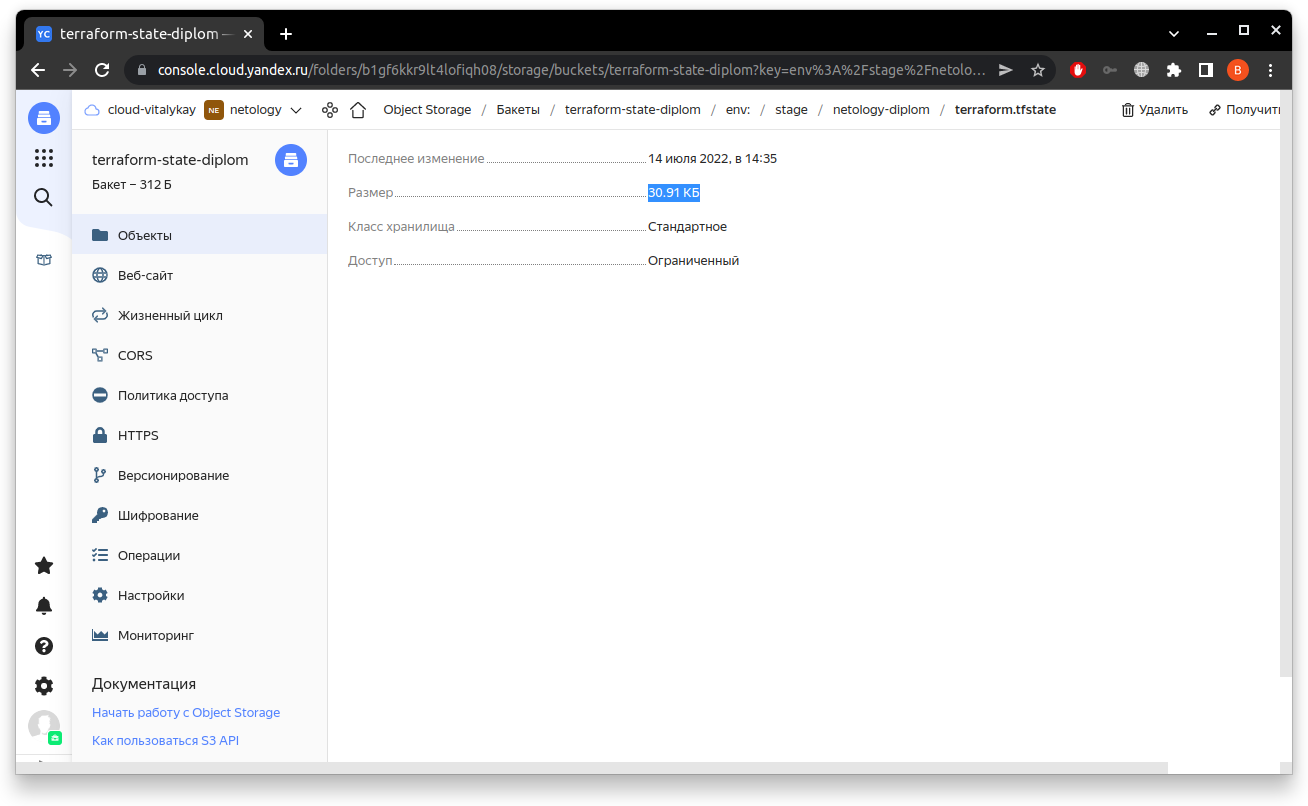 YC terraform-state-diplom –
console.cloud.yandex.ru/folders/b1gf6kkr9lt4lofiqh08/storage/buckets/terraform-state-diplom?key=env%3A%2Fstage%2Fnetolo...
B
cloud-vitalykay NE netology Object Storage / Бакеты / terraform-state-diplom / env: / stage / netology-diplom / terraform.tfstate Удалить Получить
terraform-state-diplom
Бакет – 312 Б
Объекты
Веб-сайт
Жизненный цикл
CORS
Политика доступа
HTTPS
Версионирование
Шифрование
Операции
Настройки
Мониторинг
Документация
Начать работу с Object Storage
Как пользоваться S3 API
Последнее изменение 14 июля 2022, в 14:35
Размер 30.91 КБ
Класс хранилища Стандартное
Доступ Ограниченный